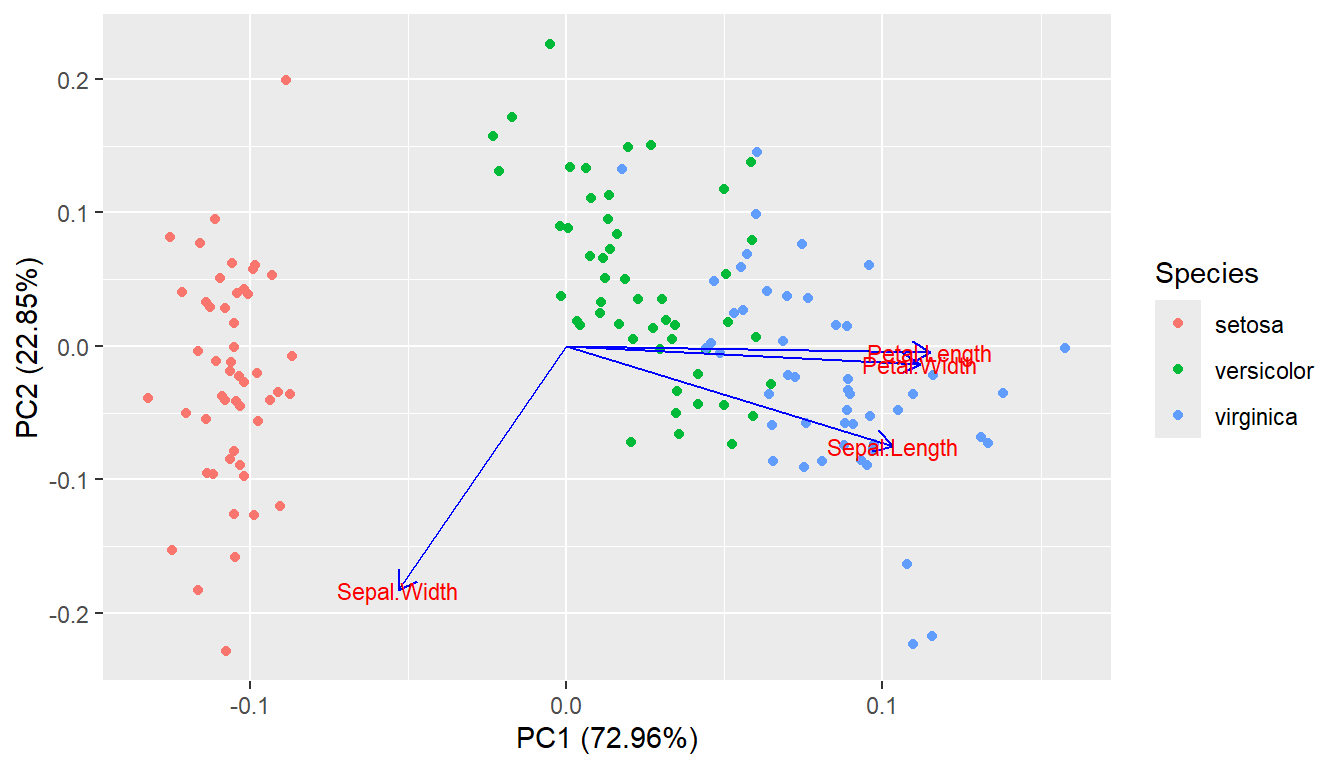 0.2
0.1
0.0
-0.1
-0.2
PC2 (22.85%)
Petal.Length
Petal.Width
Sepal.Length
Sepal.Width
-0.1
0.0
0.1
PC1 (72.96%)
Species
setosa
versicolor
virginica